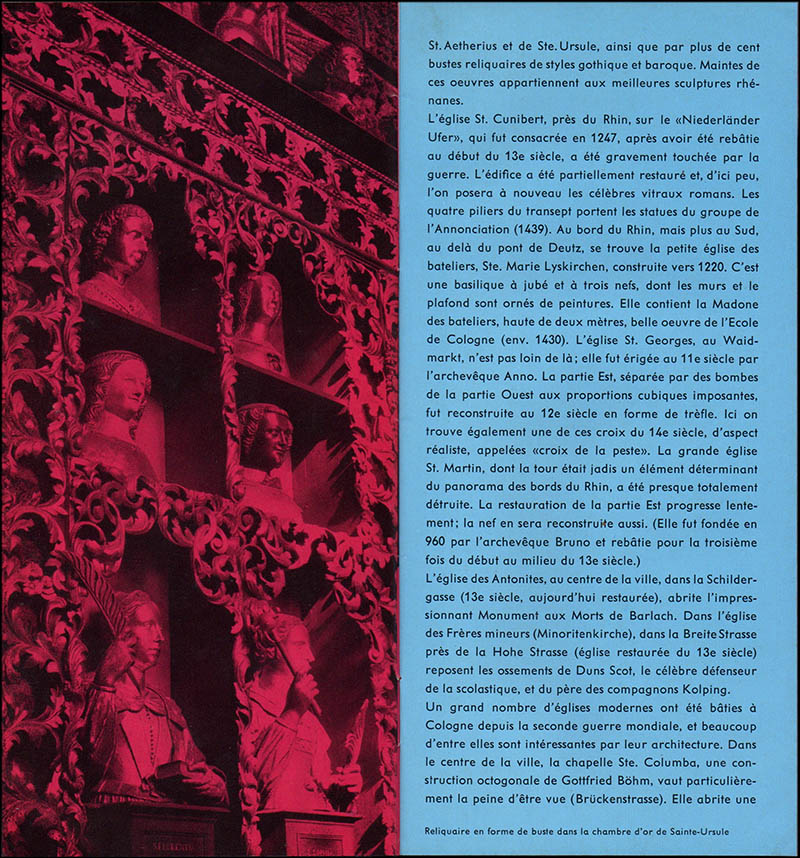 St. Aetherius et de Ste. Ursule, ainsi que par plus de cent
bustes reliquaires de styles gothique et baroque. Maintes de
ces oeuvres appartiennent aux meilleures sculptures rhé-
nanes.
L'église St. Cunibert, près du Rhin, sur le «Niederländer
Ufer», qui fut consacrée en 1247, après avoir été rebâtie
au début du 13e siècle, a été gravement touchée par la
guerre. L'édifice a été partiellement restauré et, d'ici peu,
l'on posera à nouveau les célèbres vitraux romans. Les
quatre piliers du transept portent les statues du groupe de
l'Annonciation (1439). Au bord du Rhin, mais plus au Sud,
au delà du pont de Deutz, se trouve la petite église des
bateliers, Ste. Marie Lyskirchen, construite vers 1220. C'est
une basilique à jubé et à trois nefs, dont les murs et le
plafond sont ornés de peintures. Elle contient la Madone
des bateliers, haute de deux mètres, belle oeuvre de l'Ecole
de Cologne (env. 1430). L'église St. Georges, au Waid-
markt, n'est pas loin de là; elle fut érigée au 11e siècle par
l'archevêque Anno. La partie Est, séparée par des bombes
de la partie Ouest aux proportions cubiques imposantes,
fut reconstruite au 12e siècle en forme de trèfle. Ici on
trouve également une de ces croix du 14e siècle, d'aspect
réaliste, appelées «croix de la peste». La grande église
St. Martin, dont la tour était jadis un élément déterminant
du panorama des bords du Rhin, a été presque totalement
détruite. La restauration de la partie Est progresse lente-
ment; la nef en sera reconstruite aussi. (Elle fut fondée en
960 par l'archevêque Bruno et rebâtie pour la troisième
fois du début au milieu du 13e siècle.)
L'église des Antonites, au centre de la ville, dans la Schilder-
gasse (13e siècle, aujourd'hui restaurée), abrite l'impres-
sionnant Monument aux Morts de Barlach. Dans l'église
des Frères mineurs (Minoritenkirche), dans la Breite Strasse
près de la Hohe Strasse (église restaurée du 13e siècle)
reposent les ossements de Duns Scot, le célèbre défenseur
de la scolastique, et du père des compagnons Kolping.
Un grand nombre d'églises modernes ont été bâties à
Cologne depuis la seconde guerre mondiale, et beaucoup
d'entre elles sont intéressantes par leur architecture. Dans
le centre de la ville, la chapelle Ste. Columba, une con-
struction octogonale de Gottfried Böhm, vaut particulière-
ment la peine d'être vue (Brückenstrasse). Elle abrite une
Reliquaire en forme de buste dans la chambre d'or de Sainte-Ursule